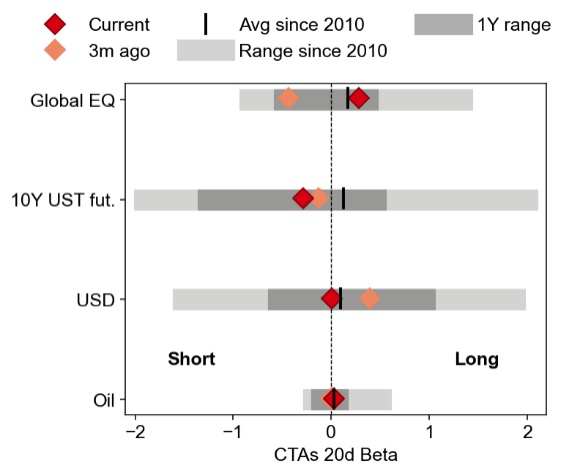 Current Avg since 2010 1Y range
3m ago Range since 2010
Global EQ
10Y UST fut.
USD
Short Long
Oil
−2 −1 0 1 2
CTAs 20d Beta